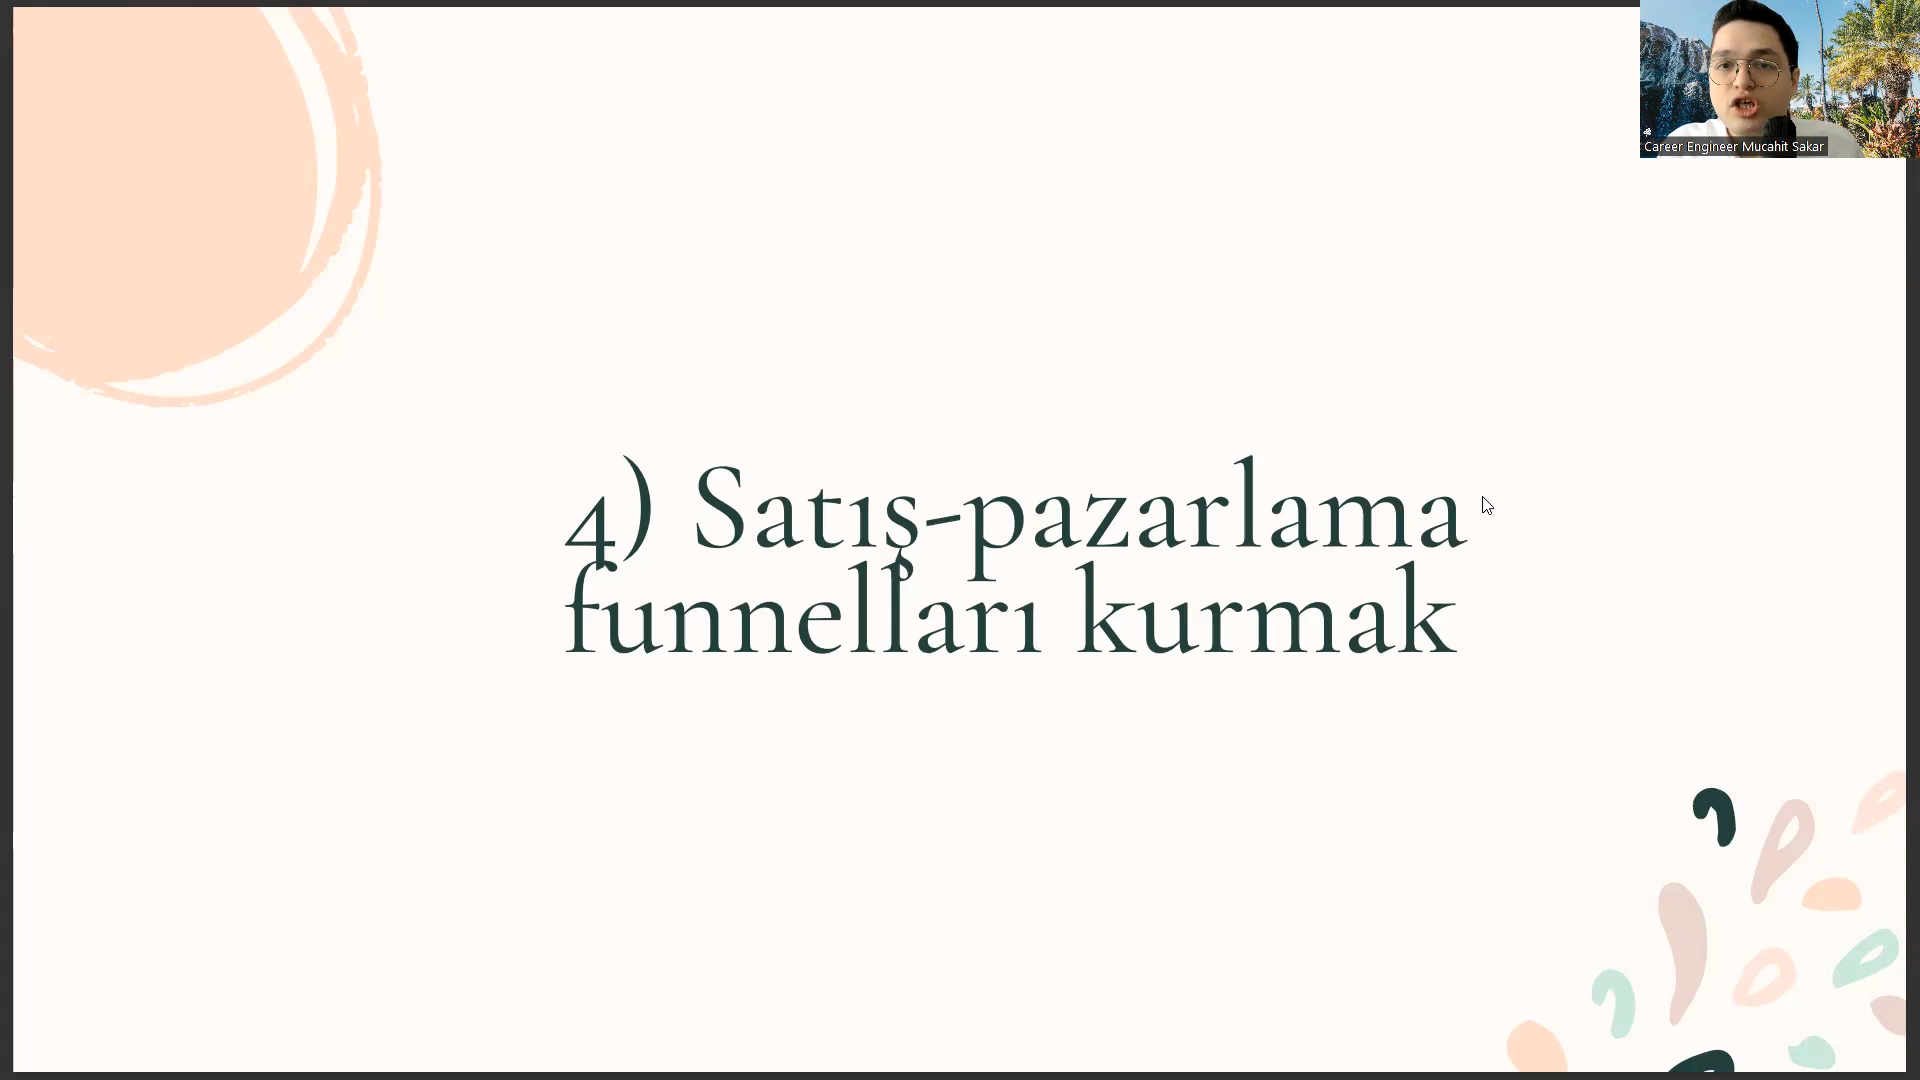 Career Engineer Mucahit Sakar
4) Satış-pazarlama
funnelları kurmak